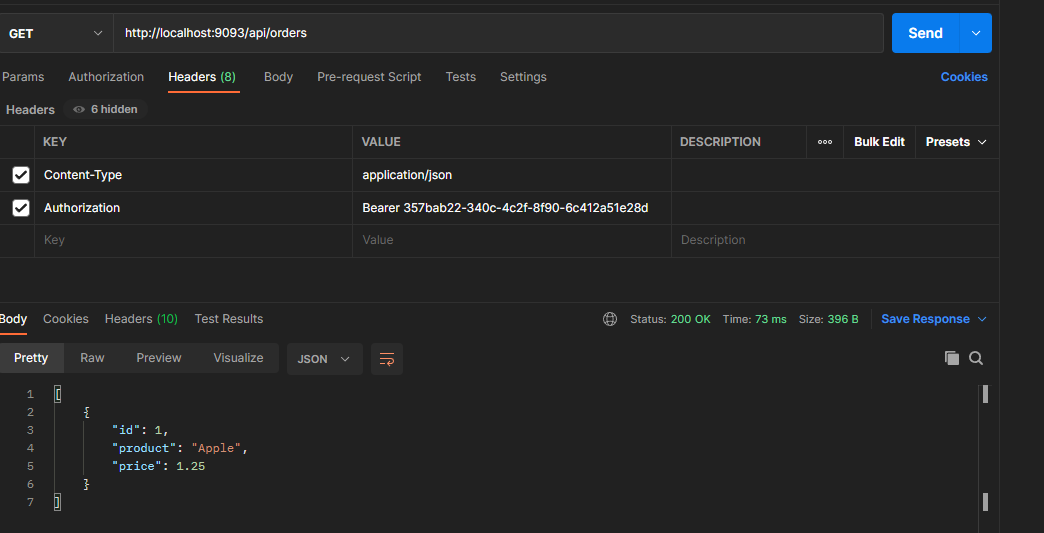 GET http://localhost:9093/api/orders Send
Params Authorization Headers (8) Body Pre-request Script Tests Settings Cookies
Headers 6 hidden
KEY VALUE DESCRIPTION ooo Bulk Edit Presets
Content-Type application/json
Authorization Bearer 357bab22-340c-4c2f-8f90-6c412a51e28d
Key Value Description
Body Cookies Headers (10) Test Results Status: 200 OK Time: 73 ms Size: 396 B Save Response
Pretty Raw Preview Visualize JSON
1 [
2 {
3 "id": 1,
4 "product": "Apple",
5 "price": 1.25
6 }
7 ]